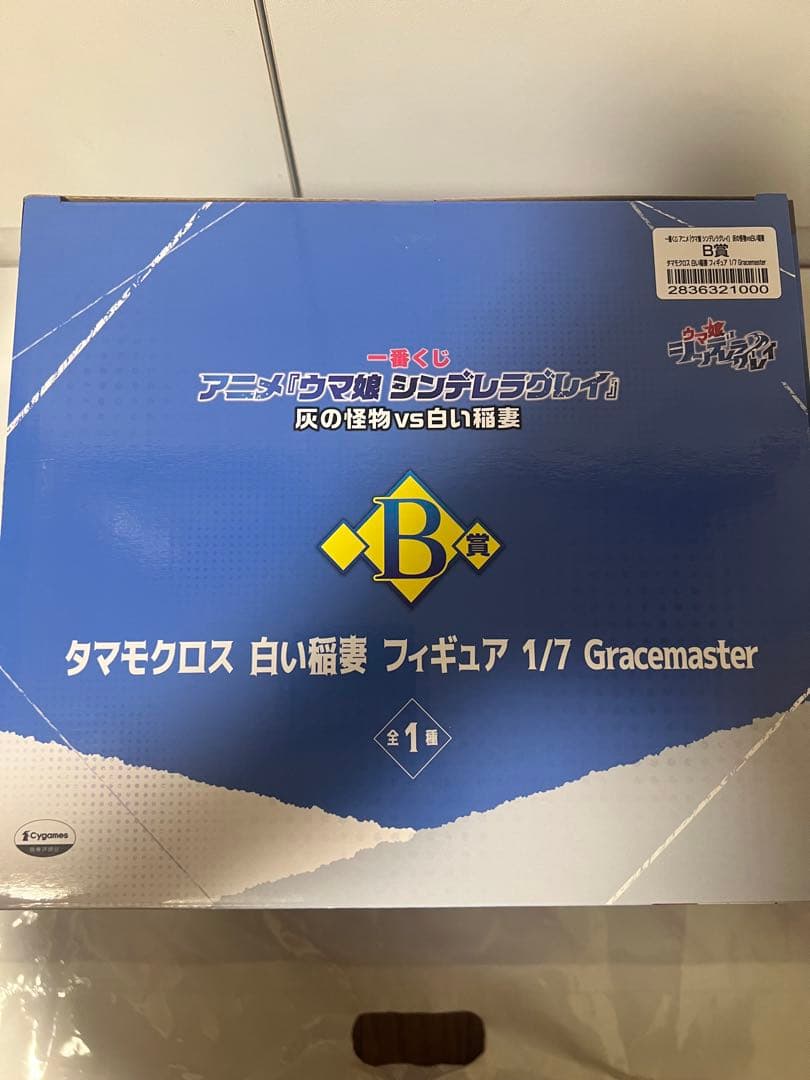 一番くじ アニメ『ウマ娘 シンデレラグレイ』 灰の怪物vs白い稲妻
B賞
タマモクロス 白い稲妻 フィギュア 1/7 Gracemaster
2836321000
ウマ娘
シンデレラグレイ
一番くじ
アニメ『ウマ娘 シンデレラグレイ』
灰の怪物vs白い稲妻
B賞
タマモクロス 白い稲妻 フィギュア 1/7 Gracemaster
全1種
Cygames